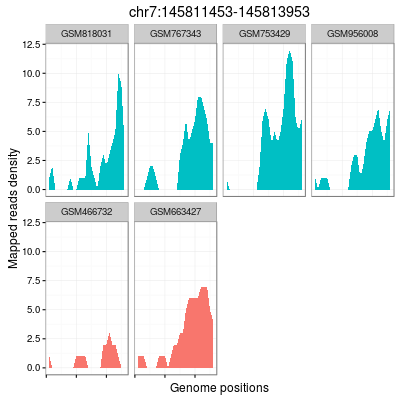 chr7:145811453-145813953
GSM818031 GSM767343 GSM753429 GSM956008
12.5
10.0
7.5
5.0
2.5
0.0
GSM466732 GSM663427
12.5
10.0
7.5
5.0
2.5
0.0
Mapped reads density
Genome positions